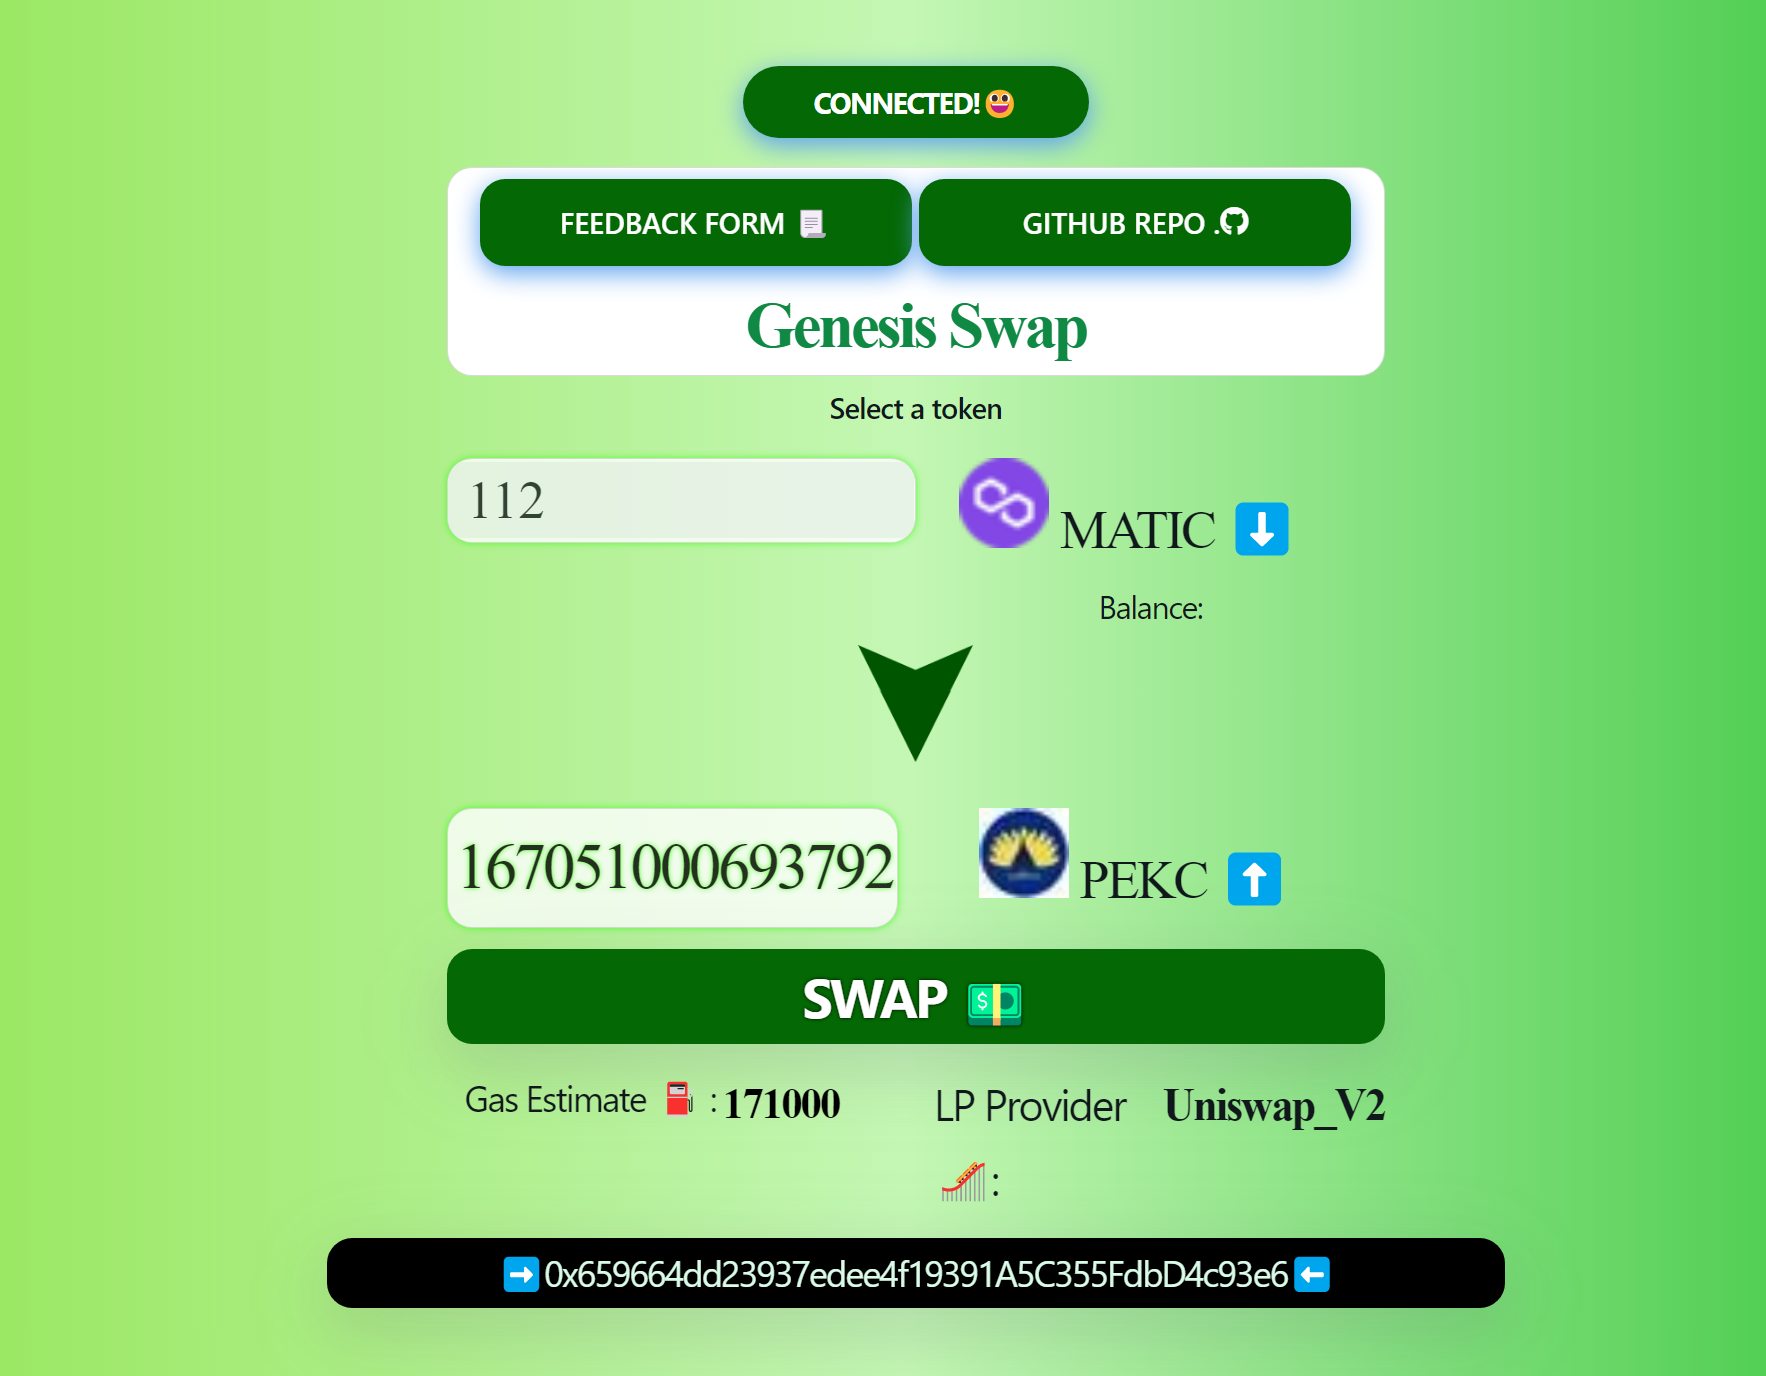 CONNECTED!😃
FEEDBACK FORM 📜
GITHUB REPO .
Genesis Swap
Select a token
112
MATIC ⬇️
Balance:
167051000693792
PEKC ⬆️
SWAP 💵
Gas Estimate ⛽ : 171000
LP Provider 🎢: Uniswap_V2
➡️0x659664dd23937edee4f19391A5C355FdbD4c93e6⬅️